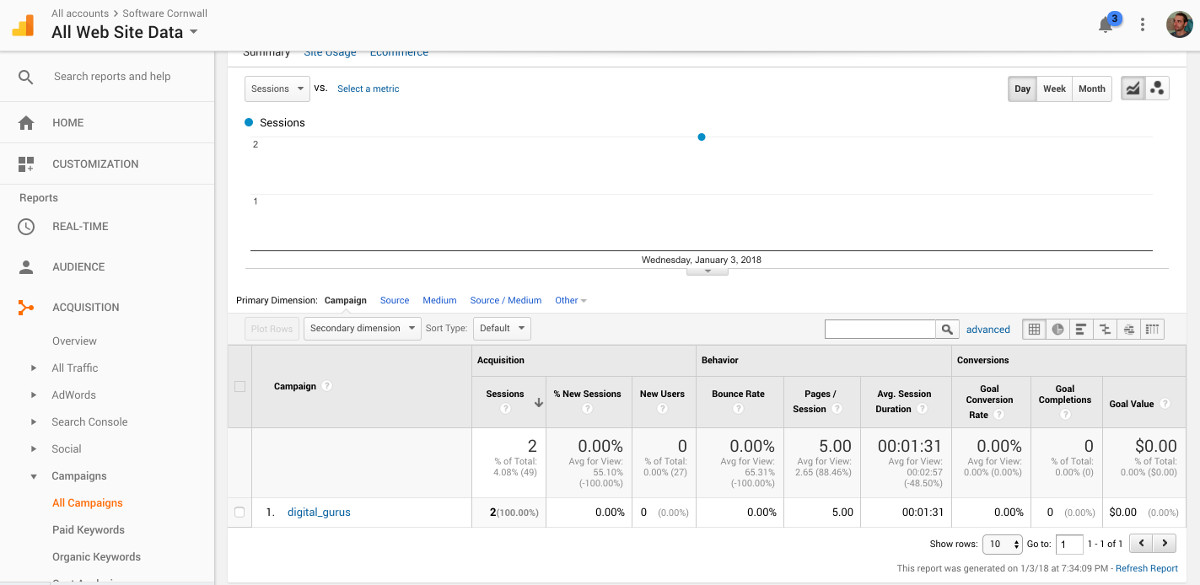 All accounts > Software Cornwall
All Web Site Data
3
Search reports and help
HOME
CUSTOMIZATION
Reports
REAL-TIME
AUDIENCE
ACQUISITION
Overview
All Traffic
AdWords
Search Console
Social
Campaigns
All Campaigns
Paid Keywords
Organic Keywords
Summary Site Usage Ecommerce
Sessions VS. Select a metric
Day Week Month
Sessions
2
1
Wednesday, January 3, 2018
Primary Dimension: Campaign Source Medium Source / Medium Other
Plot Rows Secondary dimension Sort Type: Default advanced
Campaign ?
Acquisition Behavior Conversions
Sessions ?
% New Sessions ?
New Users ?
Bounce Rate ?
Pages / Session ?
Avg. Session Duration ?
Goal Conversion Rate ?
Goal Completions ?
Goal Value ?
2 % of Total: 4.08% (49)
0.00% Avg for View: 55.10% (-100.00%)
0 % of Total: 0.00% (27)
0.00% Avg for View: 65.31% (-100.00%)
5.00 Avg for View: 2.65 (88.46%)
00:01:31 Avg for View: 00:02:57 (-48.50%)
0.00% Avg for View: 0.00% (0.00%)
0 % of Total: 0.00% (0)
$0.00 % of Total: 0.00% ($0.00)
1. digital_gurus 2(100.00%) 0.00% 0 (0.00%) 0.00% 5.00 00:01:31 0.00% 0 (0.00%) $0.00 (0.00%)
Show rows: 10 Go to: 1 1 - 1 of 1
This report was generated on 1/3/18 at 7:34:09 PM - Refresh Report